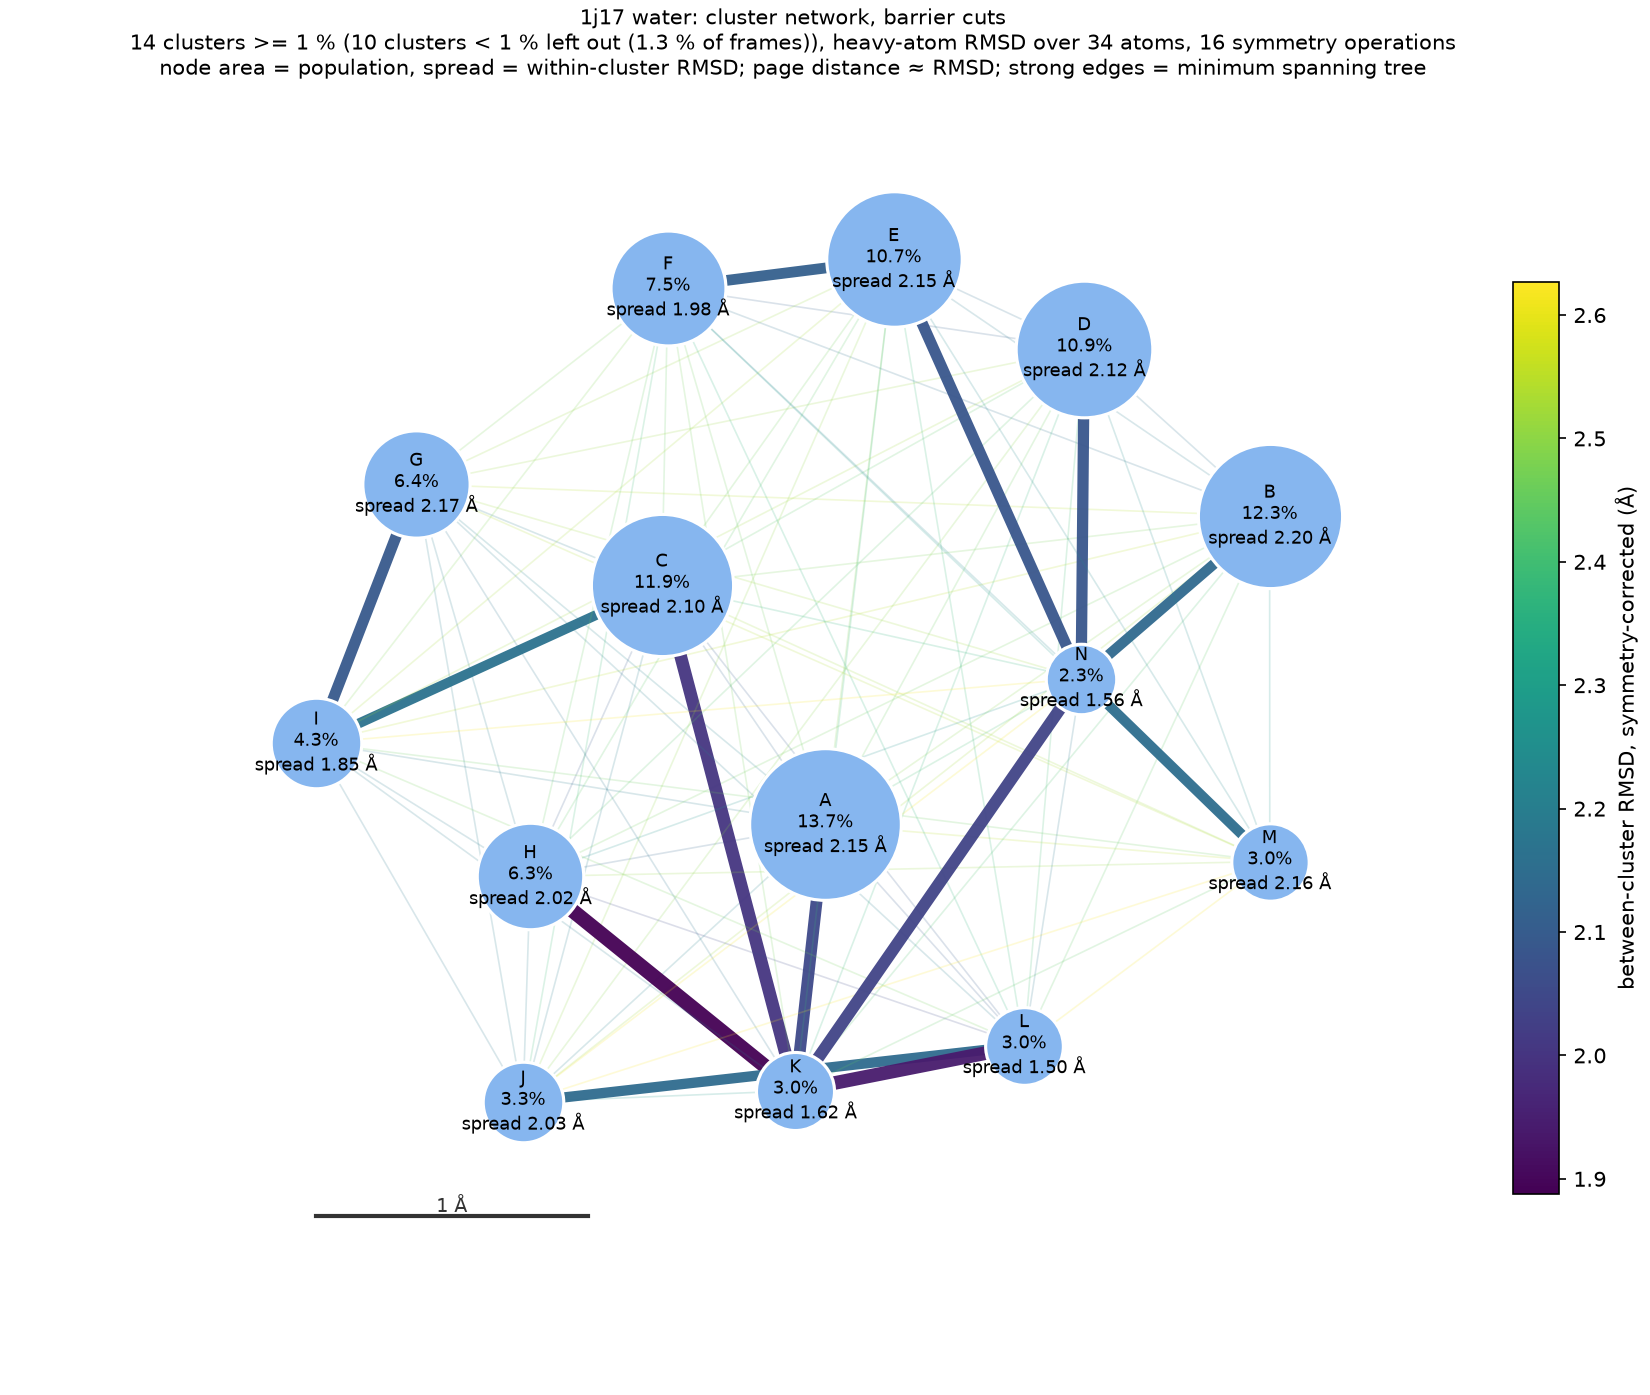 1j17 water: cluster network, barrier cuts
14 clusters >= 1 % (10 clusters < 1 % left out (1.3 % of frames)), heavy-atom RMSD over 34 atoms, 16 symmetry operations
node area = population, spread = within-cluster RMSD; page distance ≈ RMSD; strong edges = minimum spanning tree
E
10.7%
spread 2.15 Å
F
7.5%
spread 1.98 Å
D
10.9%
spread 2.12 Å
G
6.4%
spread 2.17 Å
B
12.3%
spread 2.20 Å
C
11.9%
spread 2.10 Å
N
2.3%
spread 1.56 Å
I
4.3%
spread 1.85 Å
A
13.7%
spread 2.15 Å
H
6.3%
spread 2.02 Å
M
3.0%
spread 2.16 Å
L
3.0%
spread 1.50 Å
J
3.3%
spread 2.03 Å
K
3.0%
spread 1.62 Å
1 Å
2.6
2.5
2.4
2.3
2.2
2.1
2.0
1.9
between-cluster RMSD, symmetry-corrected (Å)